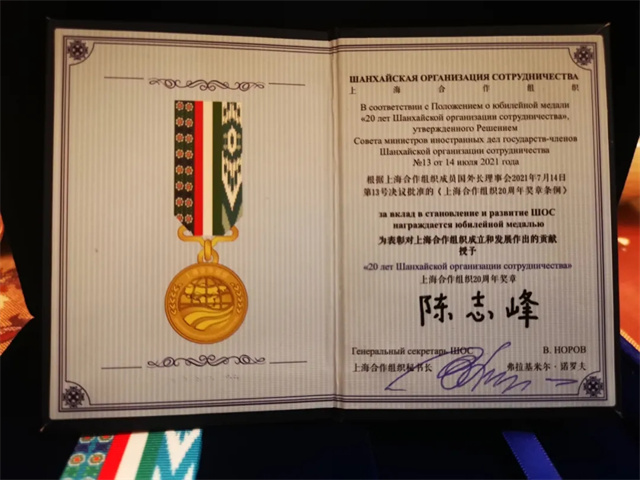 ШАНХАЙСКАЯ ОРГАНИЗАЦИЯ СОТРУДНИЧЕСТВА
上海合作组织
В соответствии с Положением о юбилейной медали
«20 лет Шанхайской организации сотрудничества»,
утвержденного Решением
Совета министров иностранных дел государств-членов
Шанхайской организации сотрудничества
№13 от 14 июля 2021 года
根据上海合作组织成员国外长理事会2021年7月14日
第13号决议批准的《上海合作组织20周年奖章条例》
за вклад в становление и развитие ШОС
награждается юбилейной медалью
为表彰对上海合作组织成立和发展作出的贡献
授予
«20 лет Шанхайской организации сотрудничества»
上海合作组织20周年奖章
陈志峰
Генеральный секретарь ШОС В. НОРОВ
上海合作组织秘书长 弗拉基米尔·诺罗夫